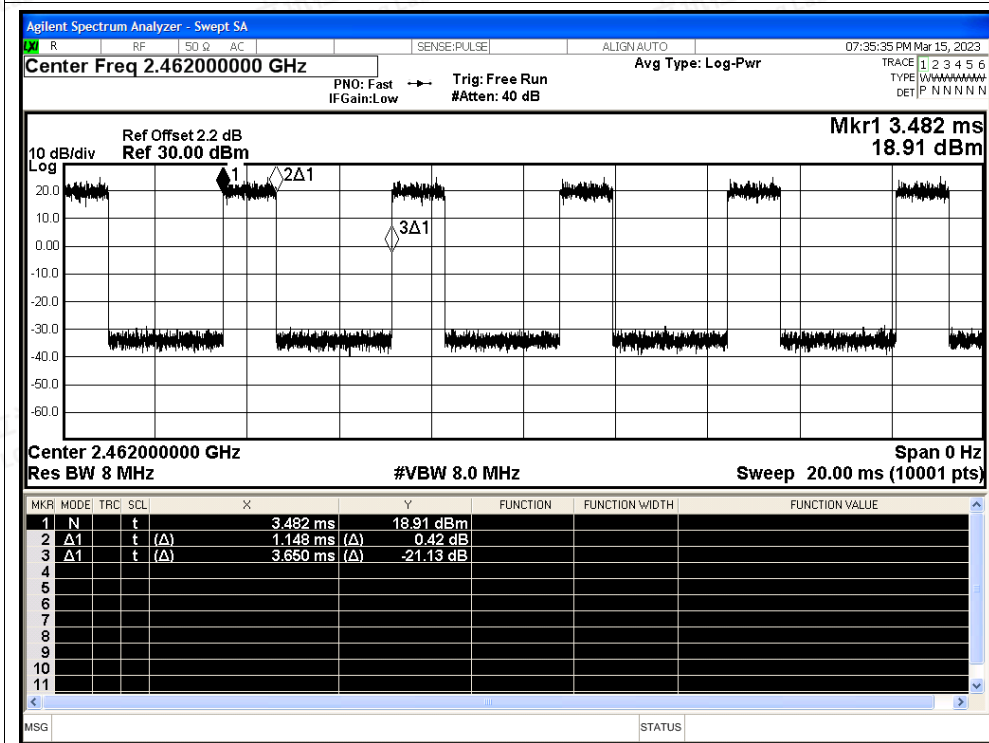 Agilent Spectrum Analyzer - Swept SA
LXI R RF 50 Ω AC SENSE:PULSE ALIGN AUTO 07:35:35 PM Mar 15, 2023
Center Freq 2.462000000 GHz Avg Type: Log-Pwr TRACE 1 2 3 4 5 6
PNO: Fast Trig: Free Run TYPE
IFGain:Low #Atten: 40 dB DET P N N N N N
Mkr1 3.482 ms
Ref Offset 2.2 dB
10 dB/div Ref 30.00 dBm 18.91 dBm
Log
1 2Δ1
20.0
10.0
3Δ1
0.00
-10.0
-20.0
-30.0
-40.0
-50.0
-60.0
Center 2.462000000 GHz Span 0 Hz
Res BW 8 MHz #VBW 8.0 MHz Sweep 20.00 ms (10001 pts)
MKR MODE TRC SCL X Y FUNCTION FUNCTION WIDTH FUNCTION VALUE
1 N t 3.482 ms 18.91 dBm
2 Δ1 t (Δ) 1.148 ms (Δ) 0.42 dB
3 Δ1 t (Δ) 3.650 ms (Δ) -21.13 dB
4
5
6
7
8
9
10
11
MSG STATUS